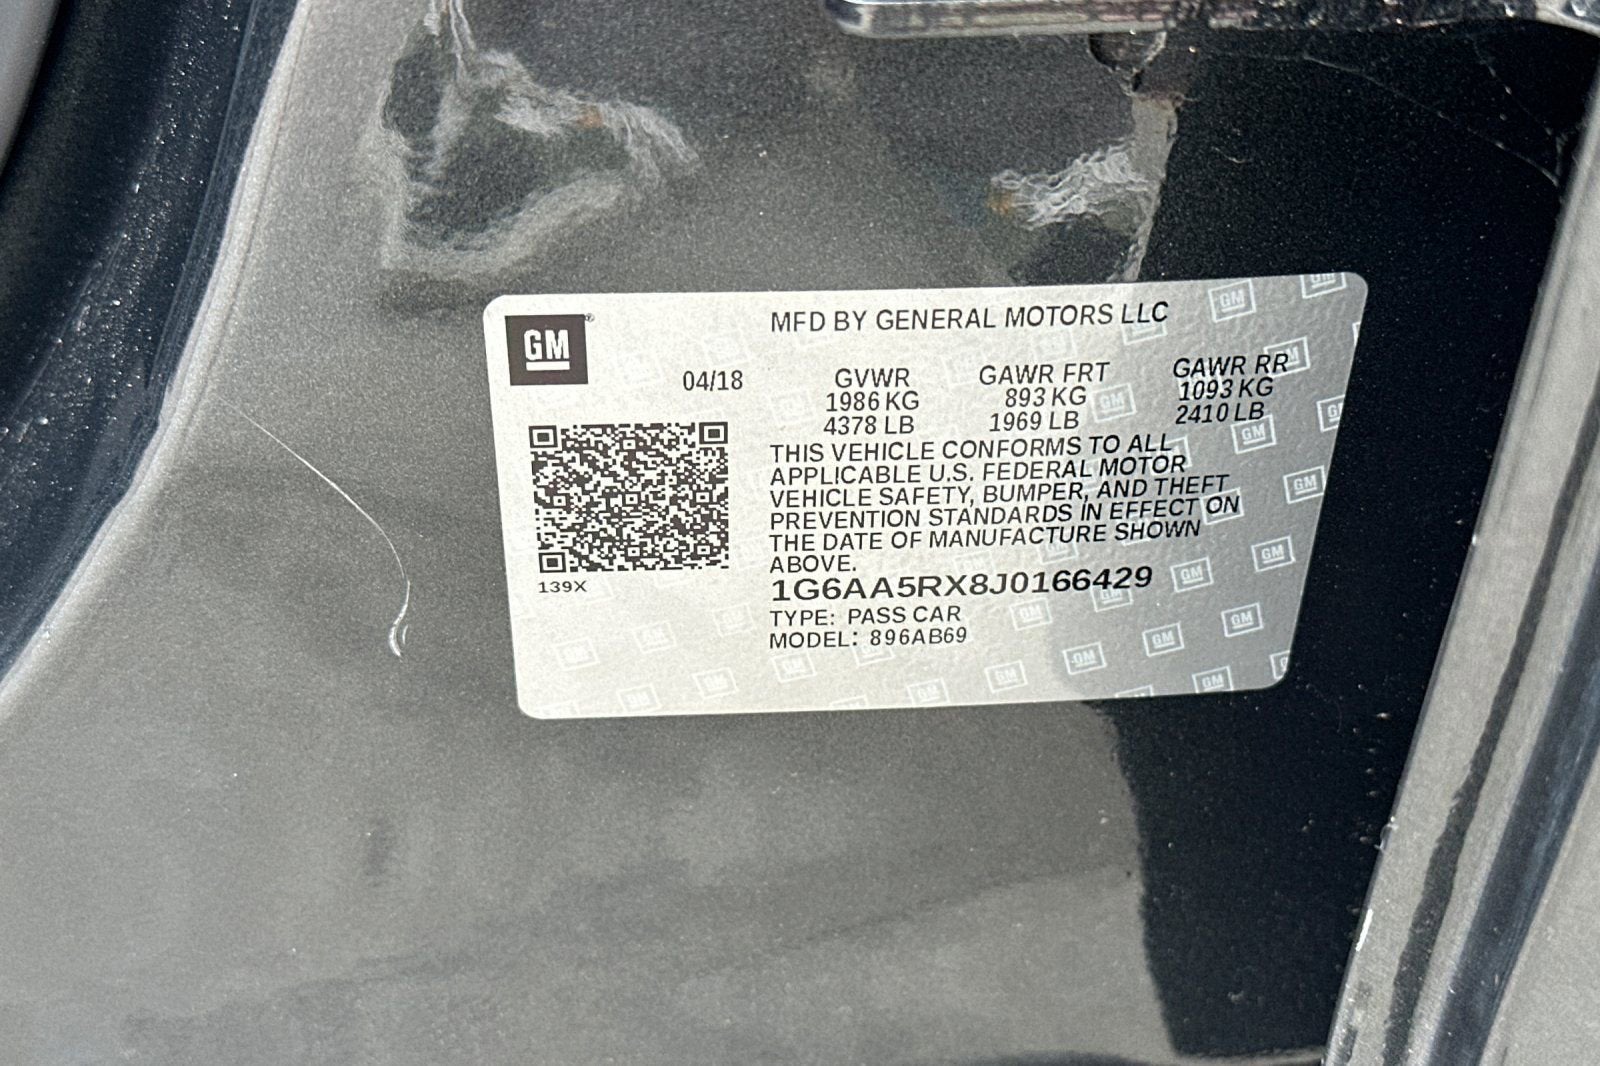 GM
MFD BY GENERAL MOTORS LLC
04/18
GVWR GAWR FRT GAWR RR
1986 KG 893 KG 1093 KG
4378 LB 1969 LB 2410 LB
THIS VEHICLE CONFORMS TO ALL
APPLICABLE U.S. FEDERAL MOTOR
VEHICLE SAFETY, BUMPER, AND THEFT
PREVENTION STANDARDS IN EFFECT ON
THE DATE OF MANUFACTURE SHOWN
ABOVE.
139X
1G6AA5RX8J0166429
TYPE: PASS CAR
MODEL: 896AB69